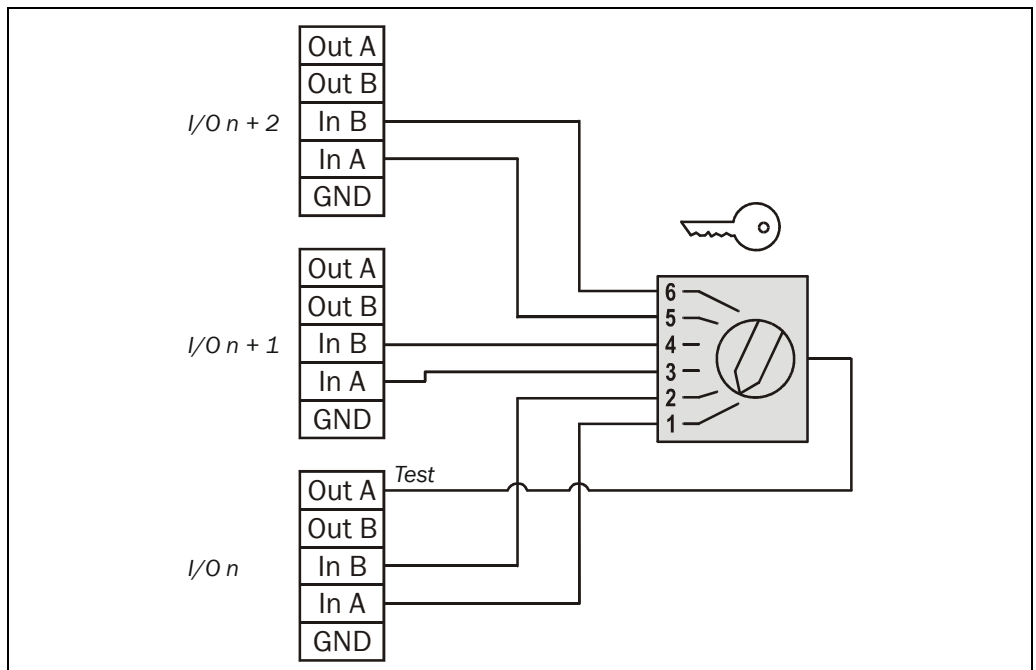 Out A
Out B
I/O n + 2
In B
In A
GND
Out A
Out B
I/O n + 1
In B
In A
GND
6
5
4
3
2
1
Test
Out A
Out B
I/O n
In B
In A
GND